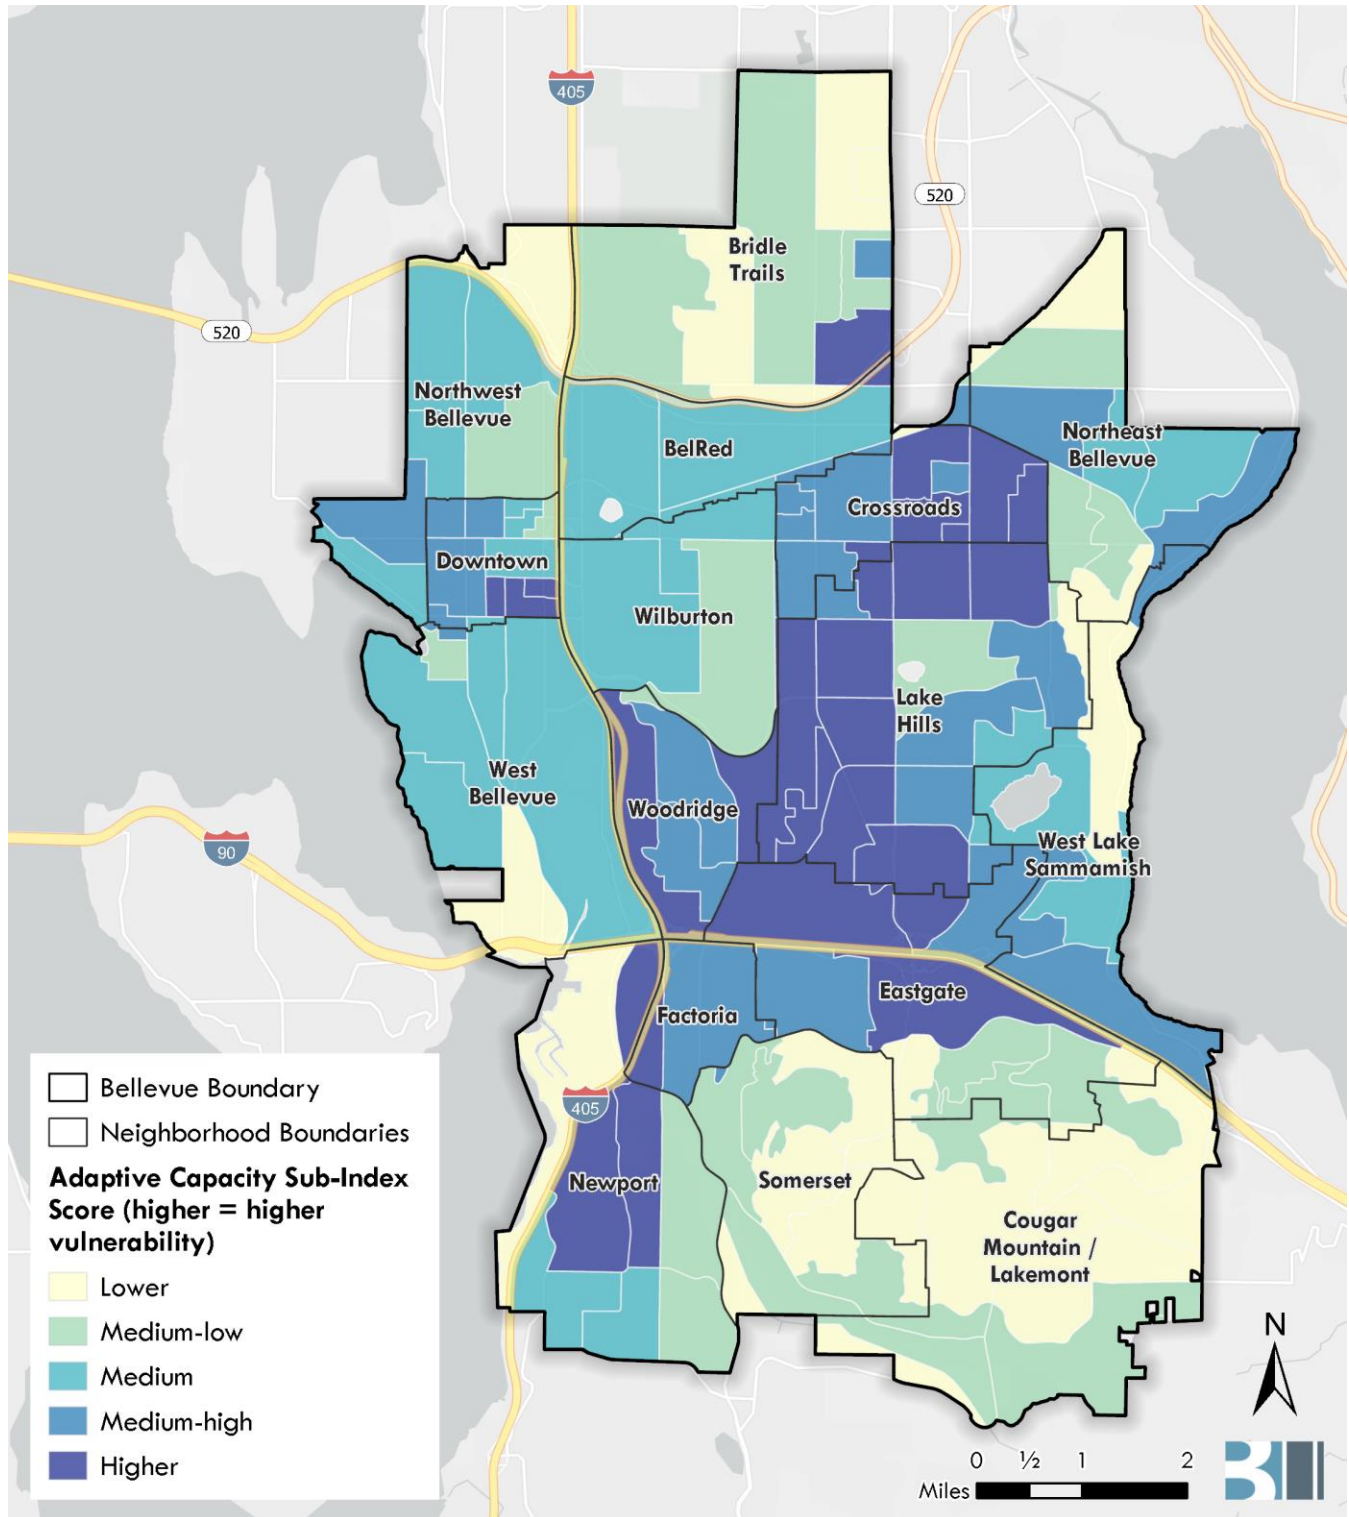 405
520
Bridle
Trails
520
Northwest
Bellevue
BelRed
Northeast
Bellevue
Crossroads
Downtown
Wilburton
Lake
Hills
West
Bellevue
Woodridge
90
West Lake
Sammamish
Eastgate
Factoria
405
Newport
Somerset
Cougar
Mountain /
Lakemont
Bellevue Boundary
Neighborhood Boundaries
Adaptive Capacity Sub-Index
Score (higher = higher
vulnerability)
Lower
Medium-low
Medium
Medium-high
Higher
N
0 ½ 1 2
Miles